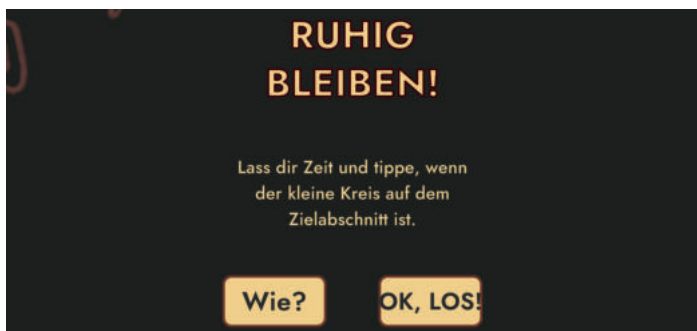 RUHIG
BLEIBEN!
Lass dir Zeit und tippe, wenn
der kleine Kreis auf dem
Zielabschnitt ist.
Wie? OK, LOS!